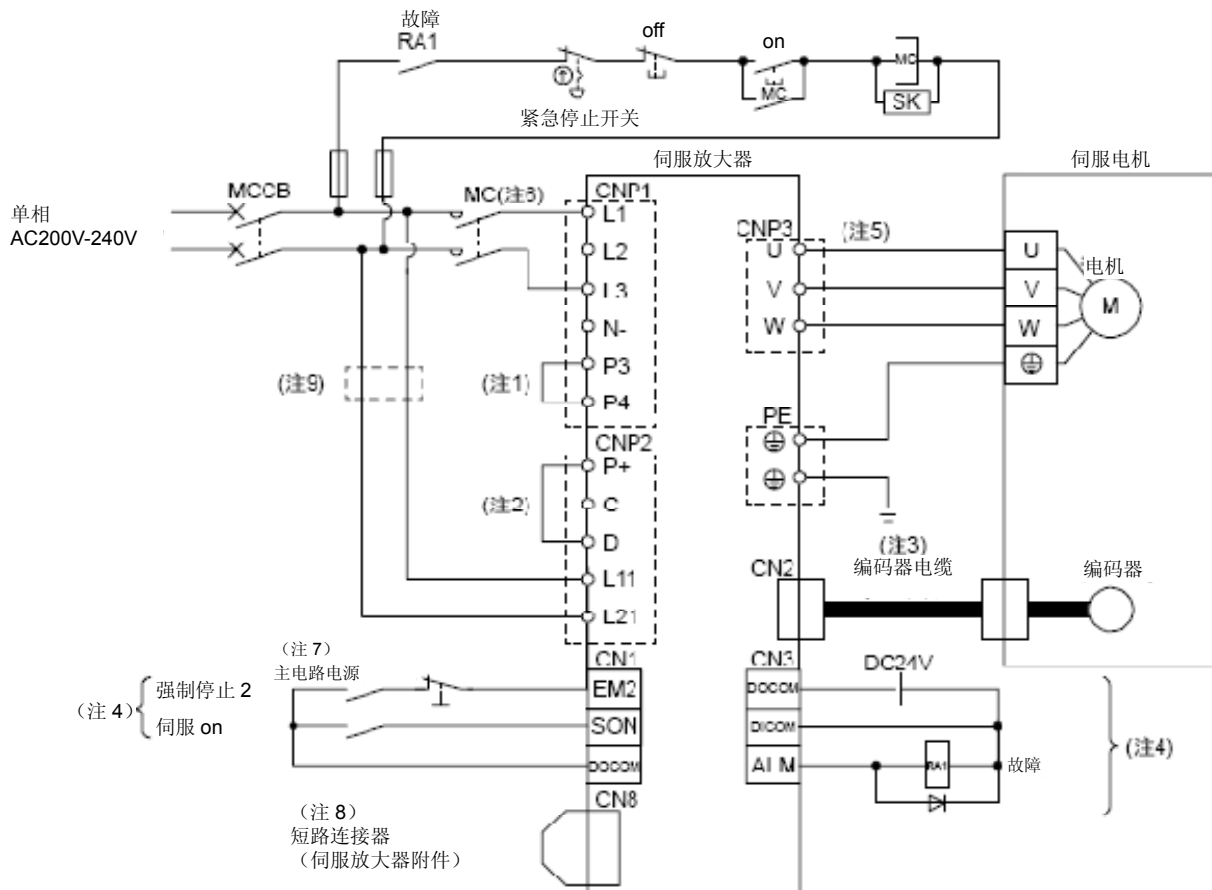 故障
RA1
off
on
MC
MC
SK
紧急停止开关
伺服放大器
伺服电机
MCCB
MC(注6)
CNP1
单相
AC200V-240V
L1
L2
L3
N-
P3
P4
(注9)
(注1)
CNP2
P+
C
D
L11
L21
(注2)
CNP3
(注5)
U
V
W
U
V
W
电机
M
PE
(注3)
CN2
编码器电缆
编码器
(注7)
主电路电源
(注4)
强制停止 2
伺服 on
CN1
EM2
SON
DOCOM
CN3
DC24V
DOCOM
DICOM
ALM
RA1
故障
(注4)
(注8)
短路连接器
(伺服放大器附件)
CN8